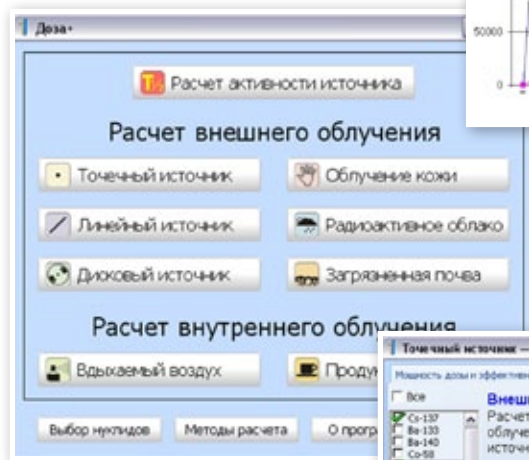 Доза+
50000
0
Расчет активности источника
Расчет внешнего облучения
Точечный источник
Облучение кожи
Линейный источник
Радиоактивное облако
Дисковый источник
Загрязненная почва
Расчет внутреннего облучения
Вдыхаемый воздух
Проду
Выбор нуклидов
Методы расчета
О прогр
Точечный источник —
Мощность дозы и эффективн
Все
Внеш
Cs-137
Ba-133
Ba-140
Co-58
Расчет
облуче
источн